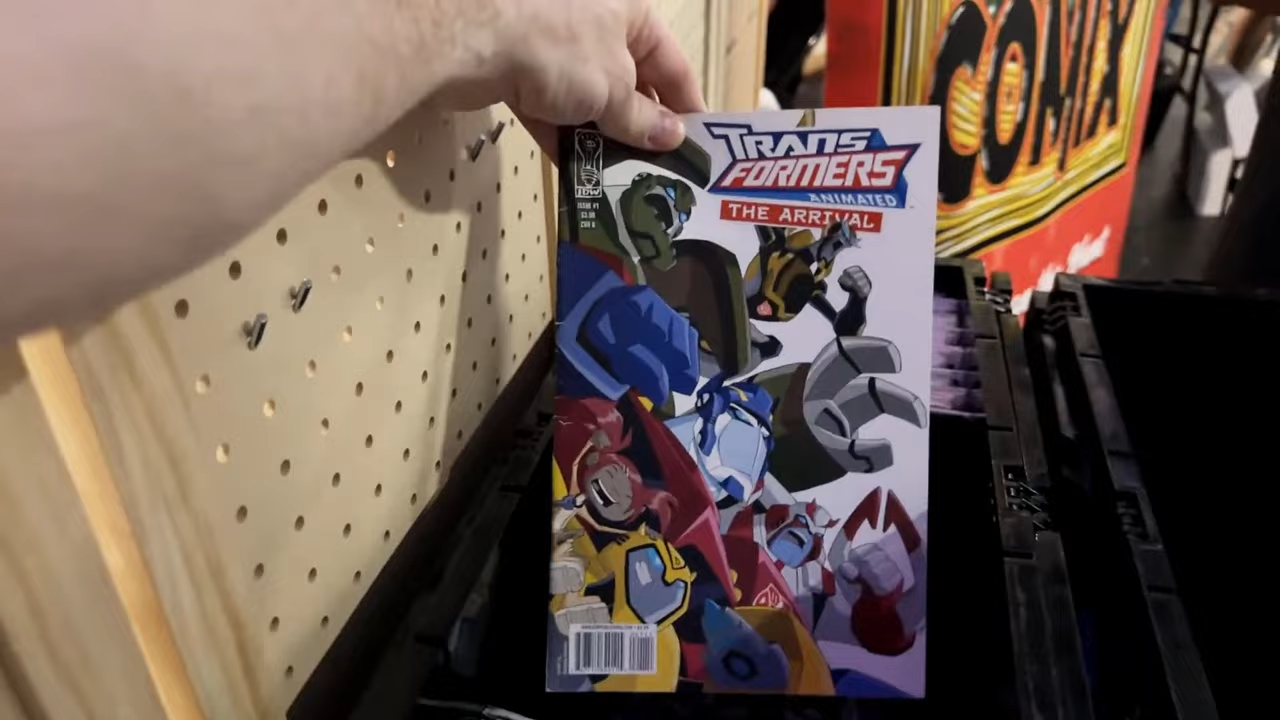 COMIX
TRANS
FORMERS
ANIMATED
THE ARRIVAL
IDW
ISSUE #1
$3.99
CVR B